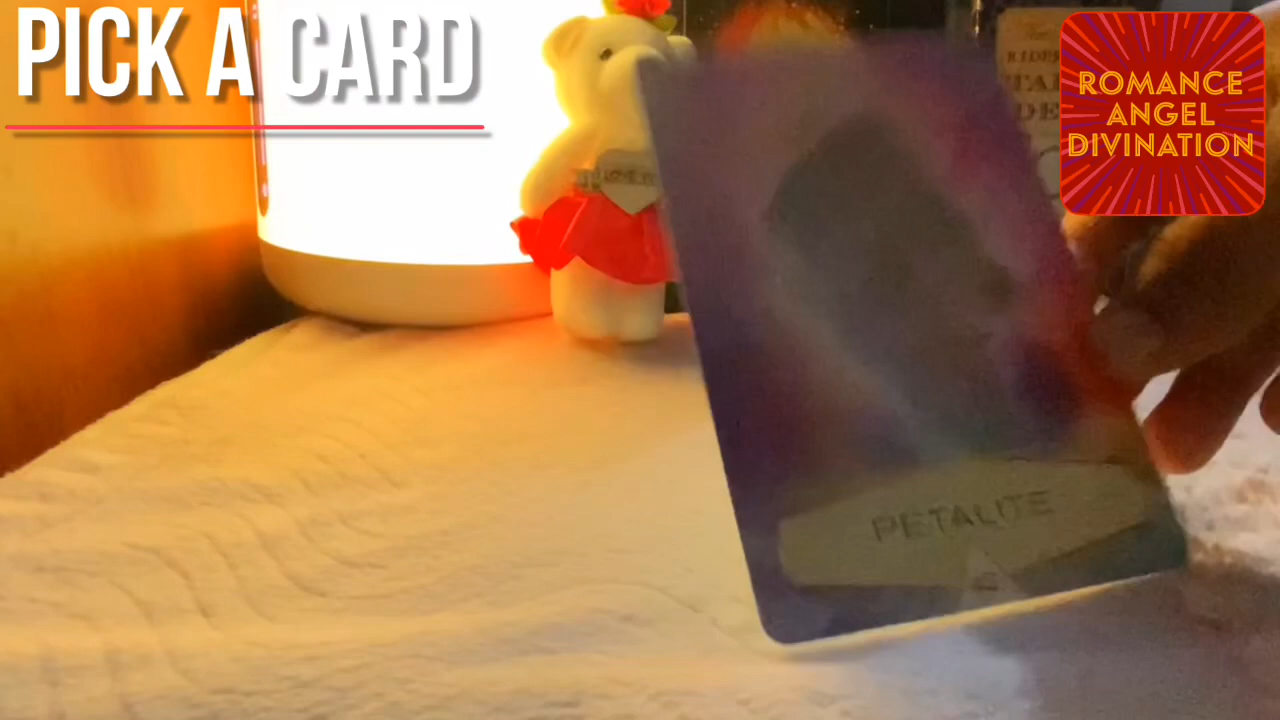 PICK A CARD
ROMANCE
ANGEL
DIVINATION
PETALITE